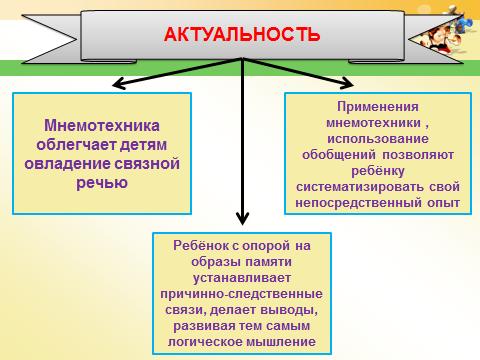 АКТУАЛЬНОСТЬ
Мнемотехника
облегчает детям
овладение связной
речью
Применения
мнемотехники ,
использование
обобщений позволяют
ребёнку
систематизировать свой
непосредственный опыт
Ребёнок с опорой на
образы памяти
устанавливает
причинно-следственные
связи, делает выводы,
развивая тем самым
логическое мышление